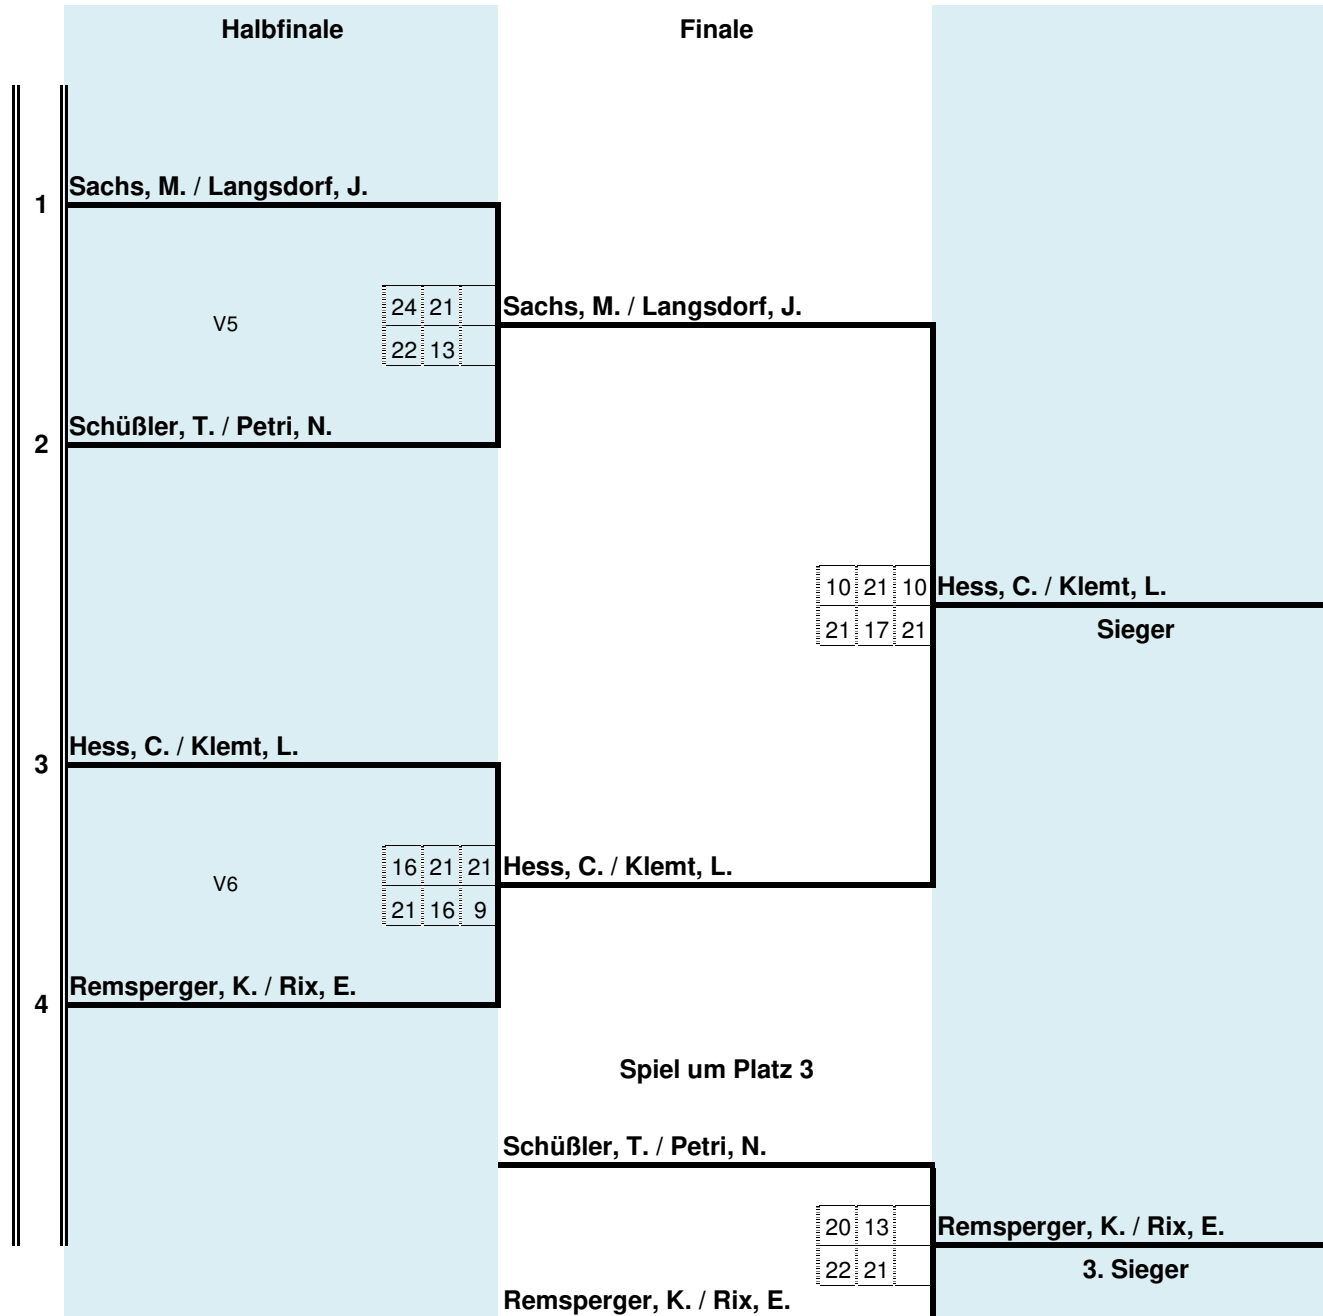 Halbfinale Finale
Sachs, M. / Langsdorf, J.
1
24 21 Sachs, M. / Langsdorf, J.
V5
22 13
Schüßler, T. / Petri, N.
2
10 21 10 Hess, C. / Klemt, L.
21 17 21 Sieger
Hess, C. / Klemt, L.
3
16 21 21 Hess, C. / Klemt, L.
V6
21 16 9
Remsperger, K. / Rix, E.
4
Spiel um Platz 3
Schüßler, T. / Petri, N.
20 13 Remsperger, K. / Rix, E.
22 21 3. Sieger
Remsperger, K. / Rix, E.